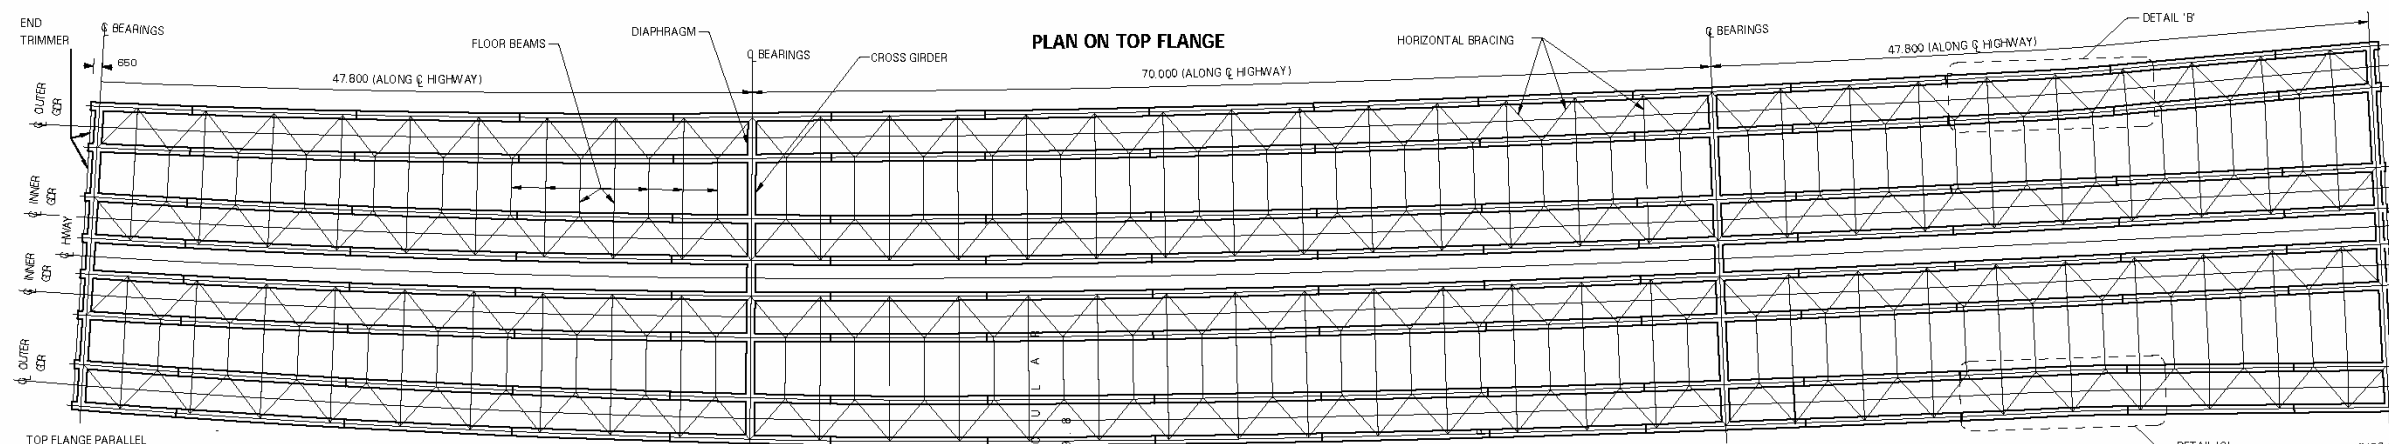 END
TRIMMER
℄ BEARINGS
650
47.800 (ALONG ℄ HIGHWAY)
FLOOR BEAMS
DIAPHRAGM
℄ BEARINGS
CROSS GIRDER
PLAN ON TOP FLANGE
70.000 (ALONG ℄ HIGHWAY)
HORIZONTAL BRACING
℄ BEARINGS
47.800 (ALONG ℄ HIGHWAY)
DETAIL 'B'
℄ OUTER
GDR
℄ INNER
GDR
℄ HWAY
℄ INNER
GDR
℄ OUTER
GDR
U L A R
TOP FLANGE PARALLEL